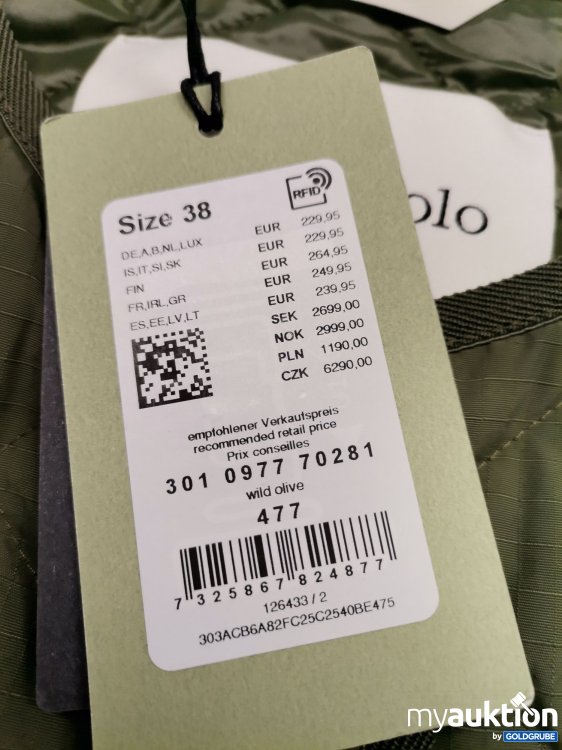 olo
RFID
Size 38
DE,A,B,NL,LUX EUR 229,95
IS,IT,SI,SK EUR 229,95
FIN EUR 264,95
FR,IRL,GR EUR 249,95
ES,EE,LV,LT EUR 239,95
SEK 2699,00
NOK 2999,00
PLN 1190,00
CZK 6290,00
empfohlener Verkaufspreis
recommended retail price
Prix conseilles
301 0977 70281
wild olive
477
7 325867 824877
126433 / 2
303ACB6A82FC25C2540BE475
myauktion
by GOLDGRUBE